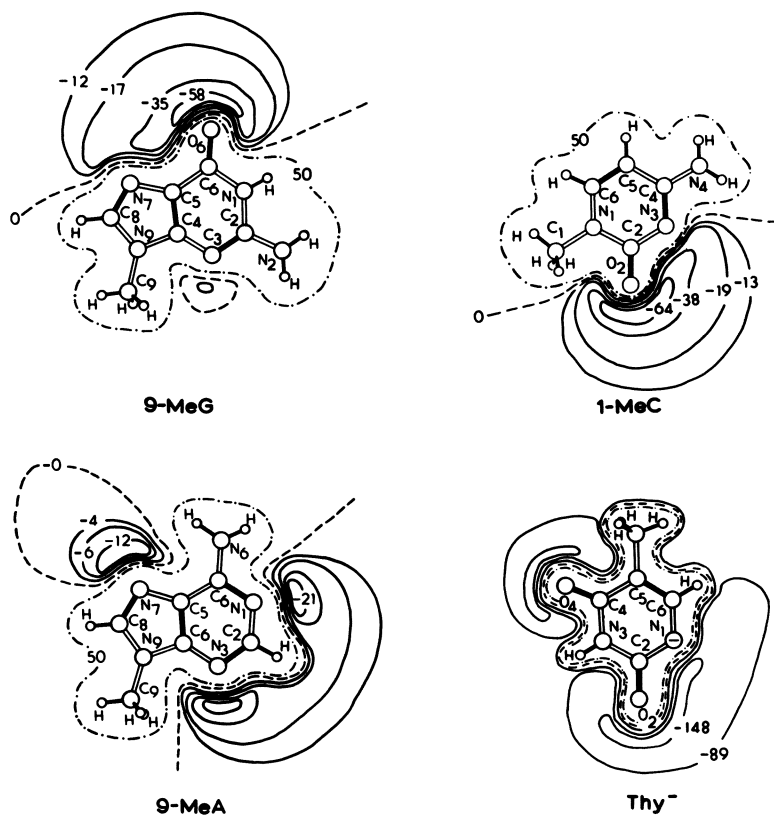 -12
-17
-35
-58
O6
C6
N1
H
50
0
N7
C5
C8
H
C4
C2
N9
C3
N2
H
H
C9
H
H
H
9-MeG
50
H
H
H
C5
C4
N4
H
C6
N1
N3
C2
C1
H
H
H
O2
-13
-19
-38
-64
0
1-MeC
-0
-4
-6
-12
H
H
N6
-21
N7
C6
N1
C5
H
C8
C2
C6
N9
N3
H
50
C9
H
H
H
9-MeA
H
H
H
O4
C5
H
C4
C6
N3
N1
C2
-
H
O2
-148
-89
Thy-